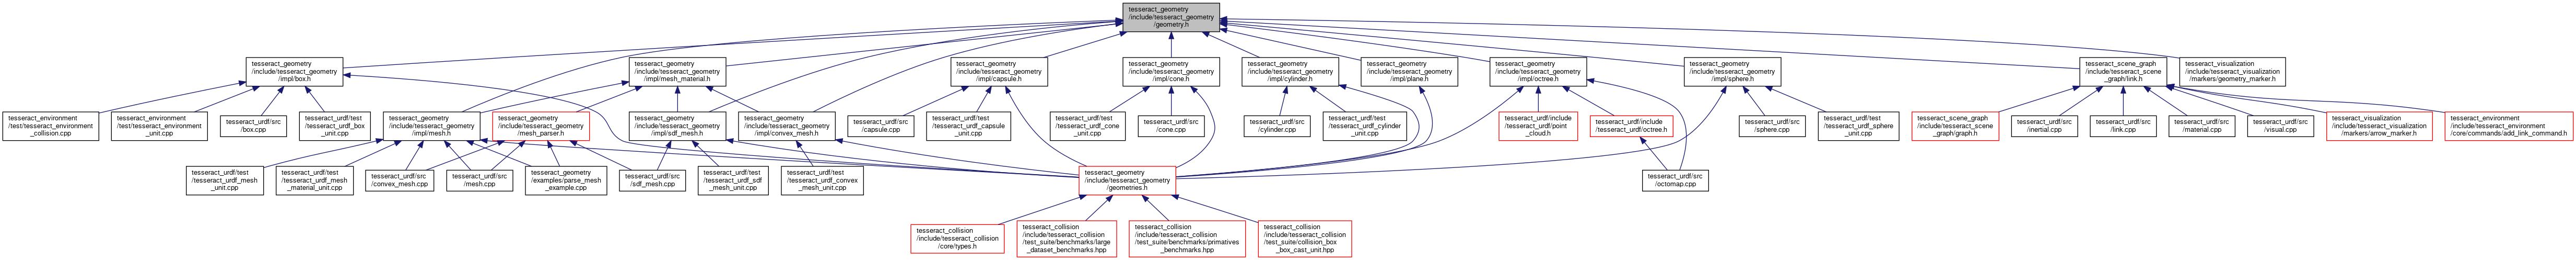 tesseract_geometry
/include/tesseract_geometry
/geometry.h
tesseract_geometry
/include/tesseract_geometry
/impl/box.h
tesseract_geometry
/include/tesseract_geometry
/impl/mesh_material.h
tesseract_geometry
/include/tesseract_geometry
/impl/capsule.h
tesseract_geometry
/include/tesseract_geometry
/impl/cone.h
tesseract_geometry
/include/tesseract_geometry
/impl/cylinder.h
tesseract_geometry
/include/tesseract_geometry
/impl/plane.h
tesseract_geometry
/include/tesseract_geometry
/impl/octree.h
tesseract_geometry
/include/tesseract_geometry
/impl/sphere.h
tesseract_scene_graph
/include/tesseract_scene
_graph/link.h
tesseract_visualization
/include/tesseract_visualization
/markers/geometry_marker.h
tesseract_environment
/test/tesseract_environment
_collision.cpp
tesseract_environment
/test/tesseract_environment
_unit.cpp
tesseract_urdf/src
/box.cpp
tesseract_urdf/test
/tesseract_urdf_box
_unit.cpp
tesseract_geometry
/include/tesseract_geometry
/impl/mesh.h
tesseract_geometry
/include/tesseract_geometry
/mesh_parser.h
tesseract_geometry
/include/tesseract_geometry
/impl/sdf_mesh.h
tesseract_geometry
/include/tesseract_geometry
/impl/convex_mesh.h
tesseract_urdf/src
/capsule.cpp
tesseract_urdf/test
/tesseract_urdf_capsule
_unit.cpp
tesseract_urdf/test
/tesseract_urdf_cone
_unit.cpp
tesseract_urdf/src
/cone.cpp
tesseract_urdf/src
/cylinder.cpp
tesseract_urdf/test
/tesseract_urdf_cylinder
_unit.cpp
tesseract_urdf/include
/tesseract_urdf/point
_cloud.h
tesseract_urdf/include
/tesseract_urdf/octree.h
tesseract_urdf/src
/sphere.cpp
tesseract_urdf/test
/tesseract_urdf_sphere
_unit.cpp
tesseract_scene_graph
/include/tesseract_scene
_graph/graph.h
tesseract_urdf/src
/inertial.cpp
tesseract_urdf/src
/link.cpp
tesseract_urdf/src
/material.cpp
tesseract_urdf/src
/visual.cpp
tesseract_visualization
/include/tesseract_visualization
/markers/arrow_marker.h
tesseract_environment
/include/tesseract_environment
/core/commands/add_link_command.h
tesseract_urdf/test
/tesseract_urdf_mesh
_unit.cpp
tesseract_urdf/test
/tesseract_urdf_mesh
_material_unit.cpp
tesseract_urdf/src
/convex_mesh.cpp
tesseract_urdf/src
/mesh.cpp
tesseract_geometry
/examples/parse_mesh
_example.cpp
tesseract_urdf/src
/sdf_mesh.cpp
tesseract_urdf/test
/tesseract_urdf_sdf
_mesh_unit.cpp
tesseract_urdf/test
/tesseract_urdf_convex
_mesh_unit.cpp
tesseract_geometry
/include/tesseract_geometry
/geometries.h
tesseract_urdf/src
/octomap.cpp
tesseract_collision
/include/tesseract_collision
/core/types.h
tesseract_collision
/include/tesseract_collision
/test_suite/benchmarks/large
_dataset_benchmarks.hpp
tesseract_collision
/include/tesseract_collision
/test_suite/benchmarks/primatives
_benchmarks.hpp
tesseract_collision
/include/tesseract_collision
/test_suite/collision_box
_box_cast_unit.hpp